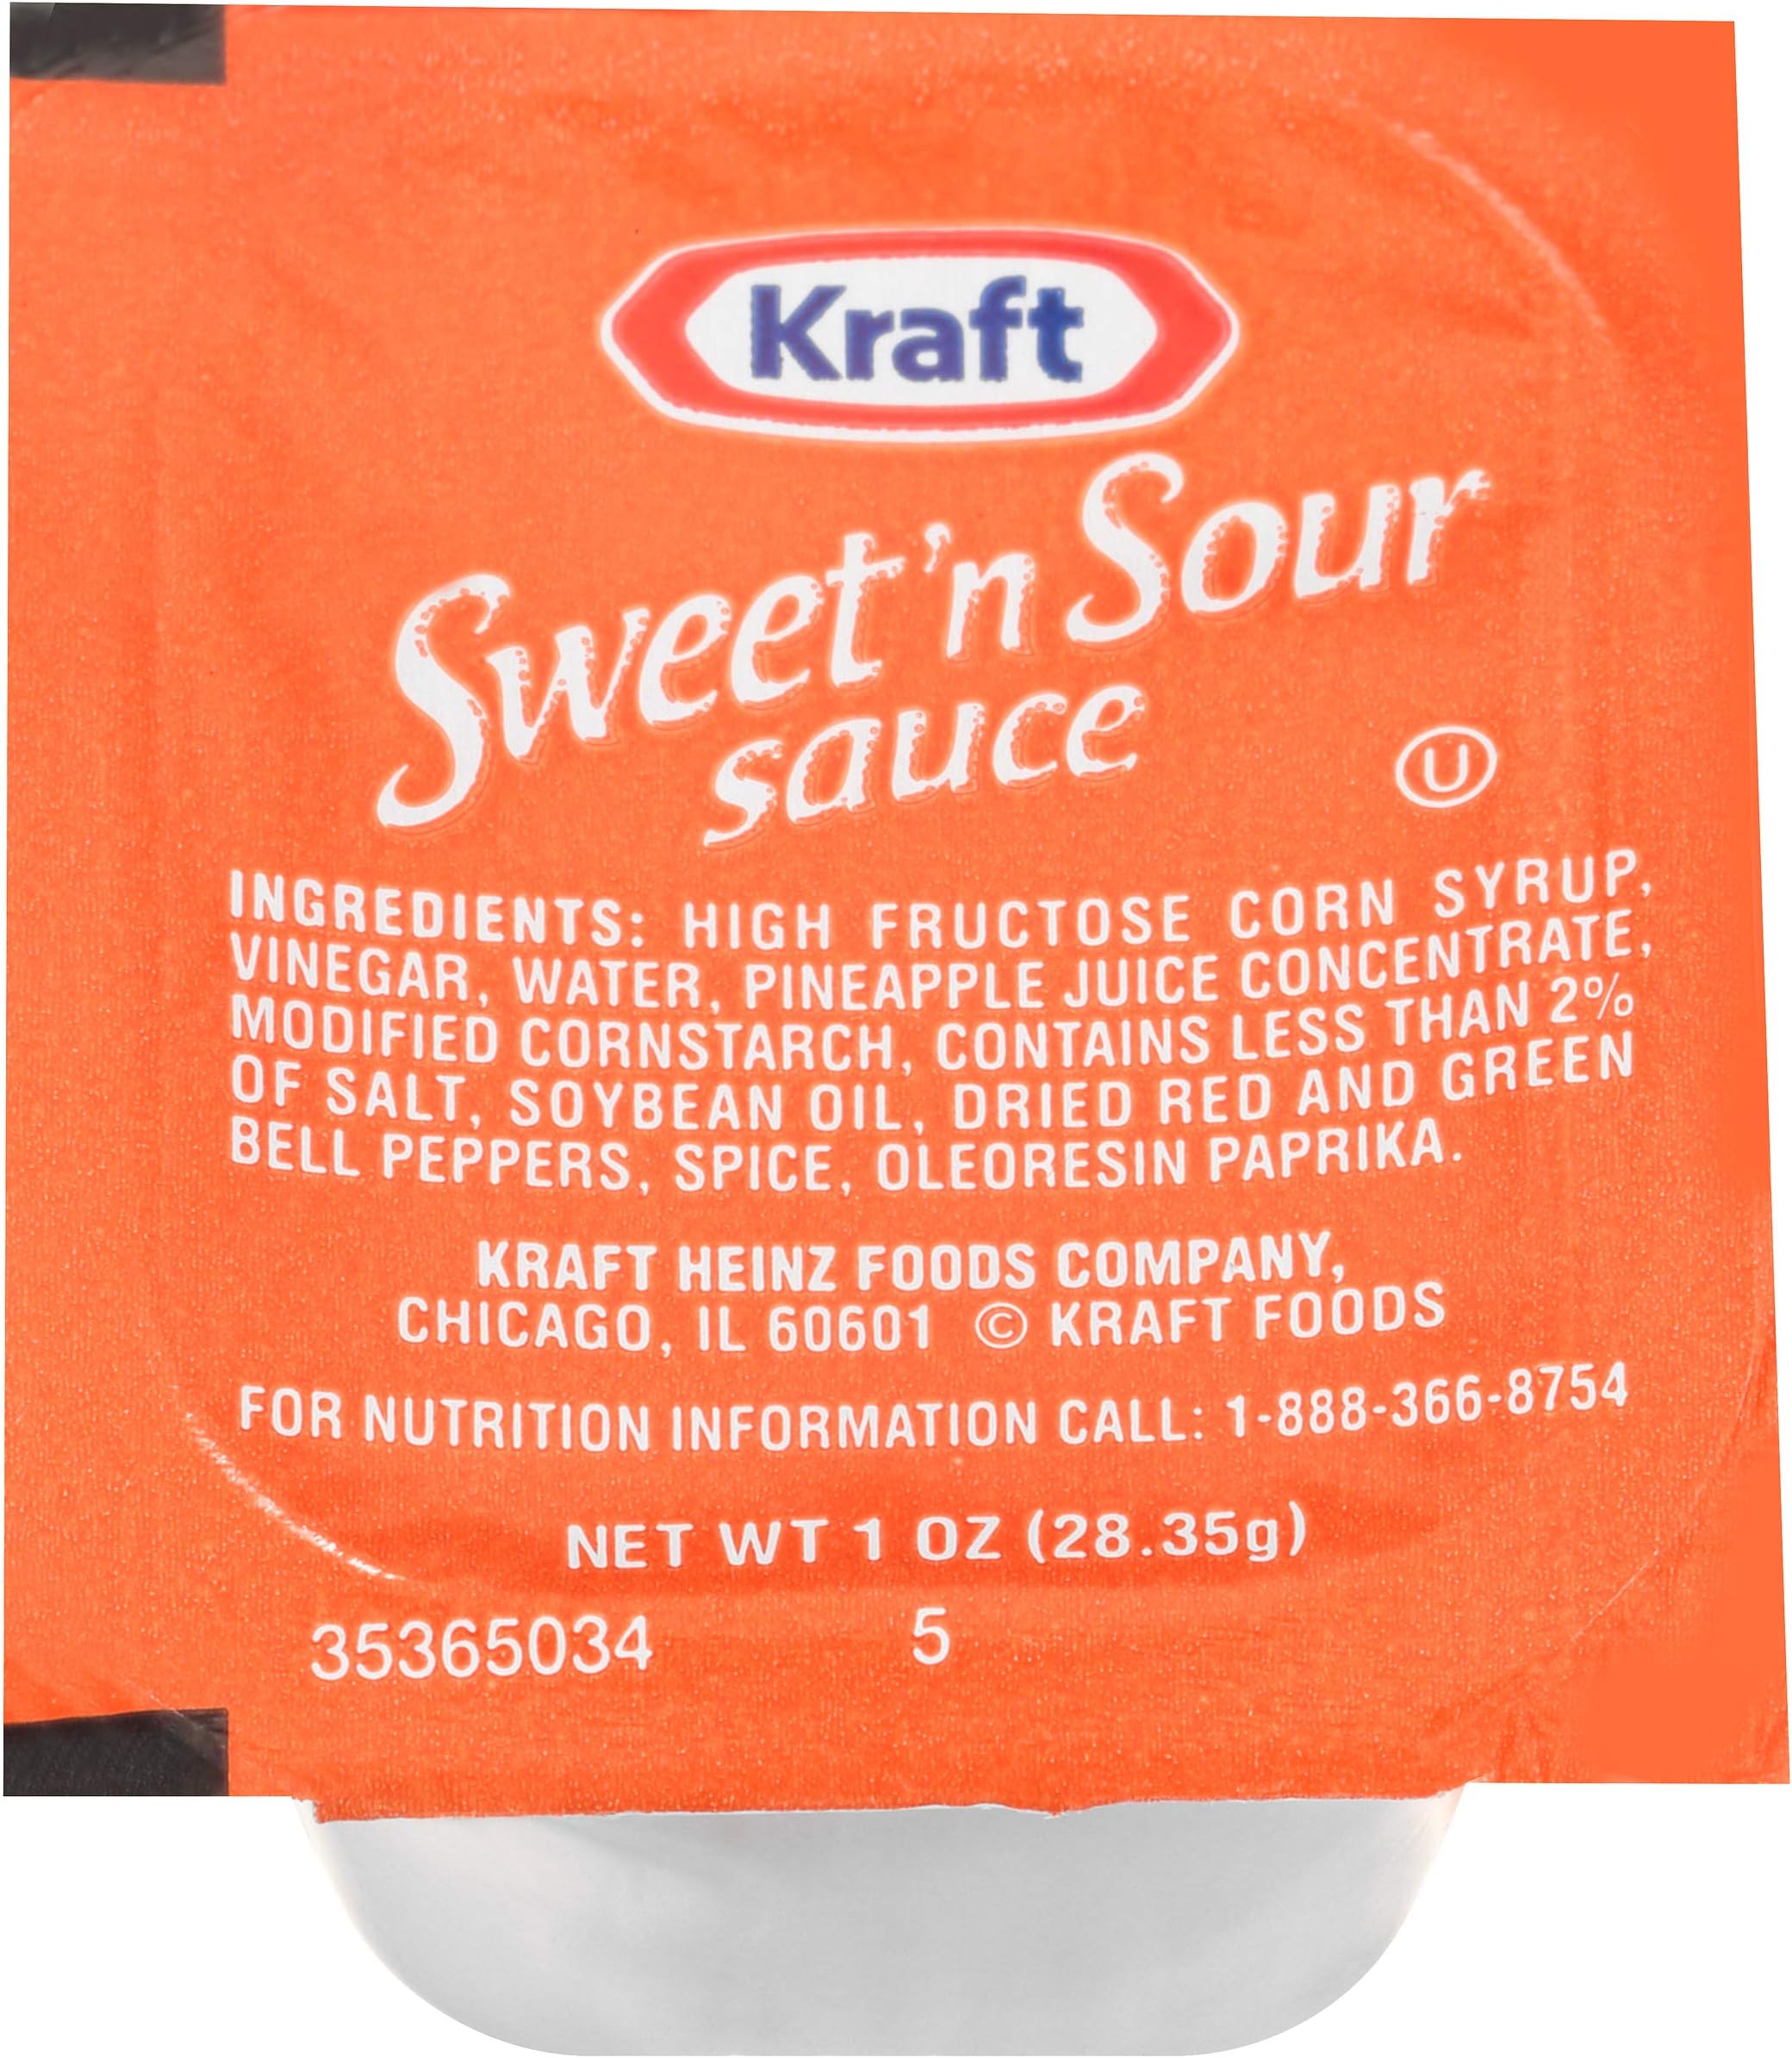 Kraft
Sweet'n Sour
sauce
U
INGREDIENTS: HIGH FRUCTOSE CORN SYRUP,
VINEGAR, WATER, PINEAPPLE JUICE CONCENTRATE,
MODIFIED CORNSTARCH, CONTAINS LESS THAN 2%
OF SALT, SOYBEAN OIL, DRIED RED AND GREEN
BELL PEPPERS, SPICE, OLEORESIN PAPRIKA.
KRAFT HEINZ FOODS COMPANY,
CHICAGO, IL 60601 © KRAFT FOODS
FOR NUTRITION INFORMATION CALL: 1-888-366-8754
NET WT 1 OZ (28.35g)
35365034 5